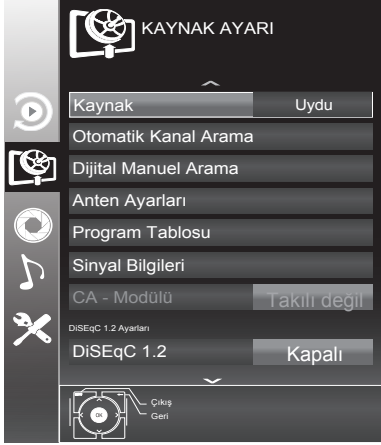 KAYNAK AYARI
Kaynak Uydu
Otomatik Kanal Arama
Dijital Manuel Arama
Anten Ayarları
Program Tablosu
Sinyal Bilgileri
CA - Modülü Takılı değil
DiSEqC 1.2 Ayarları
DiSEqC 1.2 Kapalı
Çıkış
OK
Geri